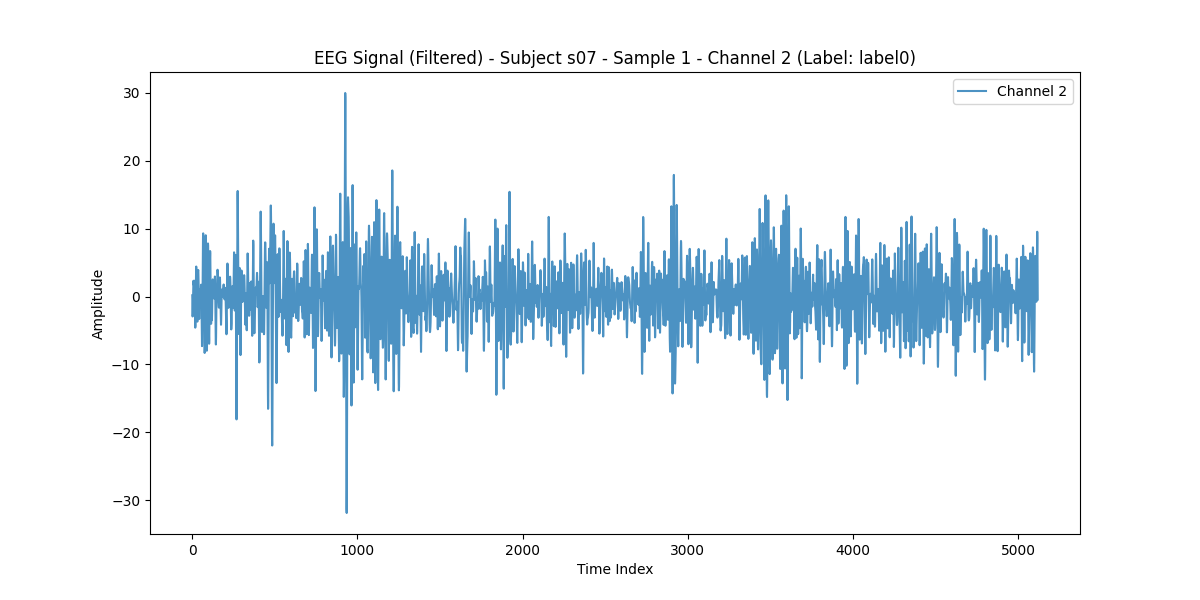 EEG Signal (Filtered) - Subject s07 - Sample 1 - Channel 2 (Label: label0)
Channel 2
30
20
10
0
−10
−20
−30
Amplitude
0 1000 2000 3000 4000 5000
Time Index